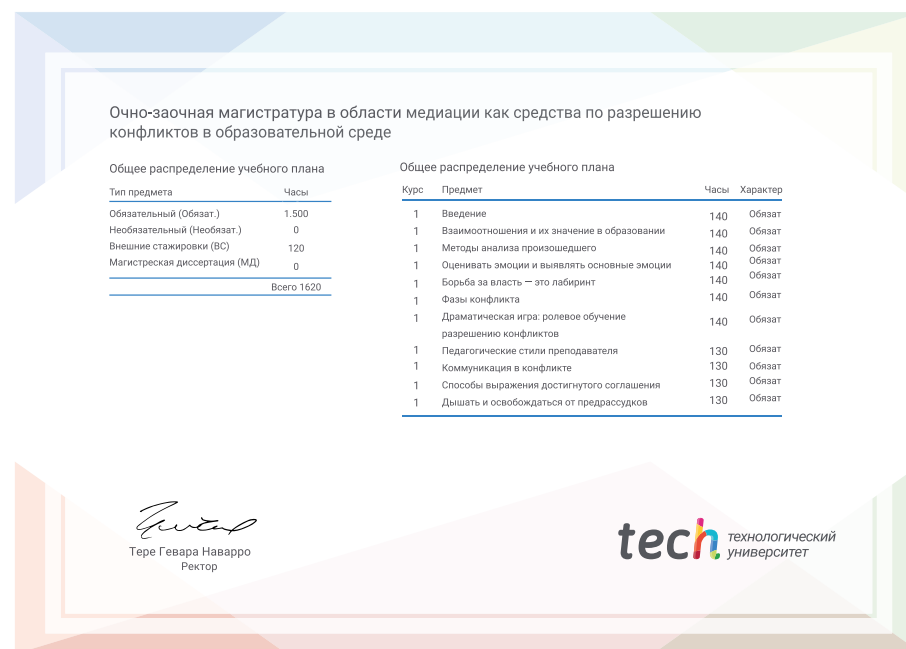 Очно-заочная магистратура в области медиации как средства по разрешению
конфликтов в образовательной среде
Общее распределение учебного плана
Тип предмета Часы
Обязательный (Обязат.) 1.500
Необязательный (Необязат.) 0
Внешние стажировки (ВС) 120
Магистреская диссертация (МД) 0
Всего 1620
Общее распределение учебного плана
Курс Предмет Часы Характер
1 Введение 140 Обязат
1 Взаимоотношения и их значение в образовании 140 Обязат
1 Методы анализа произошедшего 140 Обязат
1 Оценивать эмоции и выявлять основные эмоции 140 Обязат
1 Борьба за власть — это лабиринт 140 Обязат
1 Фазы конфликта 140 Обязат
1 Драматическая игра: ролевое обучение
разрешению конфликтов 140 Обязат
1 Педагогические стили преподавателя 130 Обязат
1 Коммуникация в конфликте 130 Обязат
1 Способы выражения достигнутого соглашения 130 Обязат
1 Дышать и освобождаться от предрассудков 130 Обязат
Тере Гевара Наварро
Ректор
tech технологический
университет